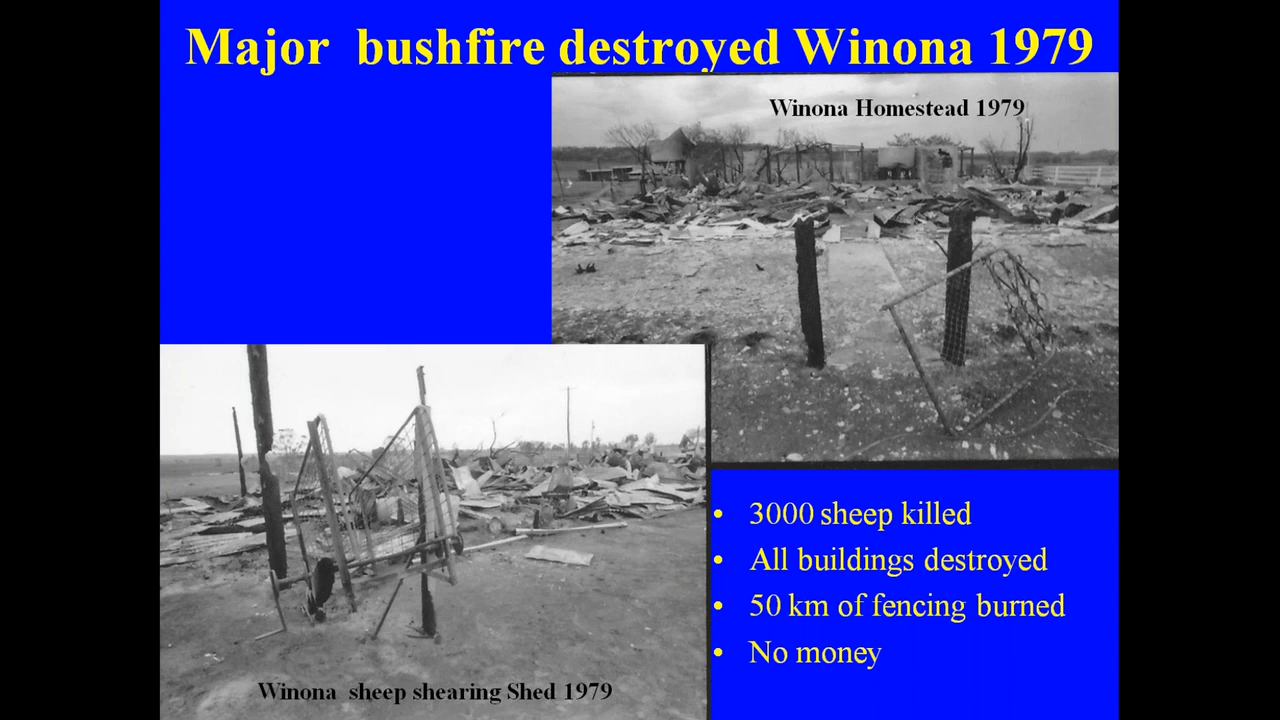 Major bushfire destroyed Winona 1979
Winona Homestead 1979
• 3000 sheep killed
• All buildings destroyed
• 50 km of fencing burned
• No money
Winona sheep shearing Shed 1979